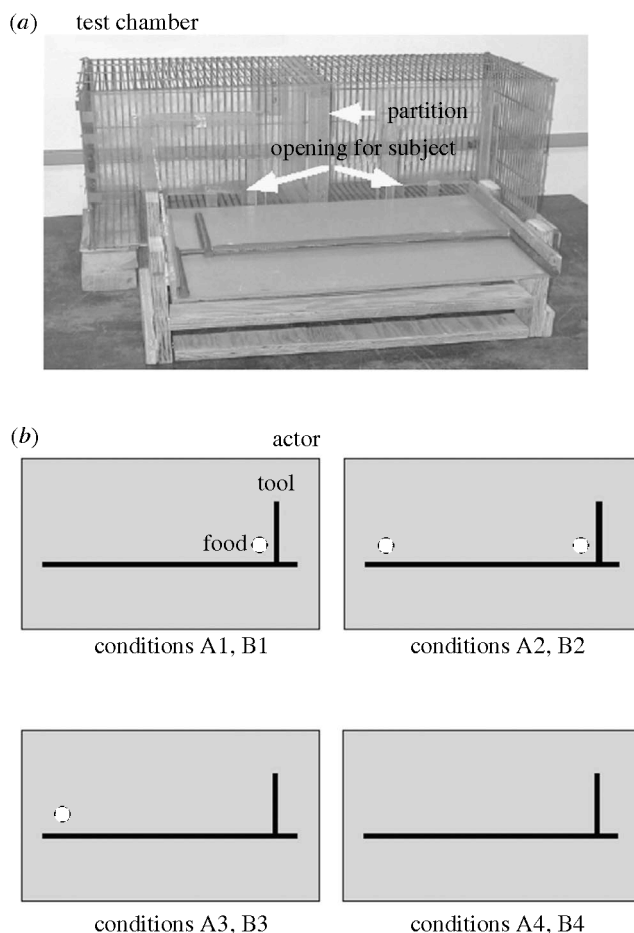 (a) test chamber
partition
opening for subject
(b) actor
tool
food
conditions A1, B1 conditions A2, B2
conditions A3, B3 conditions A4, B4